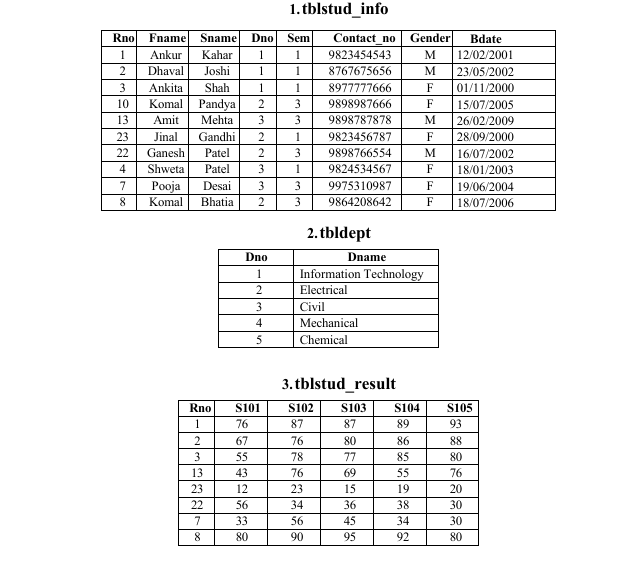 1.tblstud_info
Rno Fname Sname Dno Sem Contact_no Gender Bdate
1 Ankur Kahar 1 1 9823454543 M 12/02/2001
2 Dhaval Joshi 1 1 8767675656 M 23/05/2002
3 Ankita Shah 1 1 8977777666 F 01/11/2000
10 Komal Pandya 2 3 9898987666 F 15/07/2005
13 Amit Mehta 3 3 9898787878 M 26/02/2009
23 Jinal Gandhi 2 1 9823456787 F 28/09/2000
22 Ganesh Patel 2 3 9898766554 M 16/07/2002
4 Shweta Patel 3 1 9824534567 F 18/01/2003
7 Pooja Desai 3 3 9975310987 F 19/06/2004
8 Komal Bhatia 2 3 9864208642 F 18/07/2006
2.tbldept
Dno Dname
1 Information Technology
2 Electrical
3 Civil
4 Mechanical
5 Chemical
3.tblstud_result
Rno S101 S102 S103 S104 S105
1 76 87 87 89 93
2 67 76 80 86 88
3 55 78 77 85 80
13 43 76 69 55 76
23 12 23 15 19 20
22 56 34 36 38 30
7 33 56 45 34 30
8 80 90 95 92 80